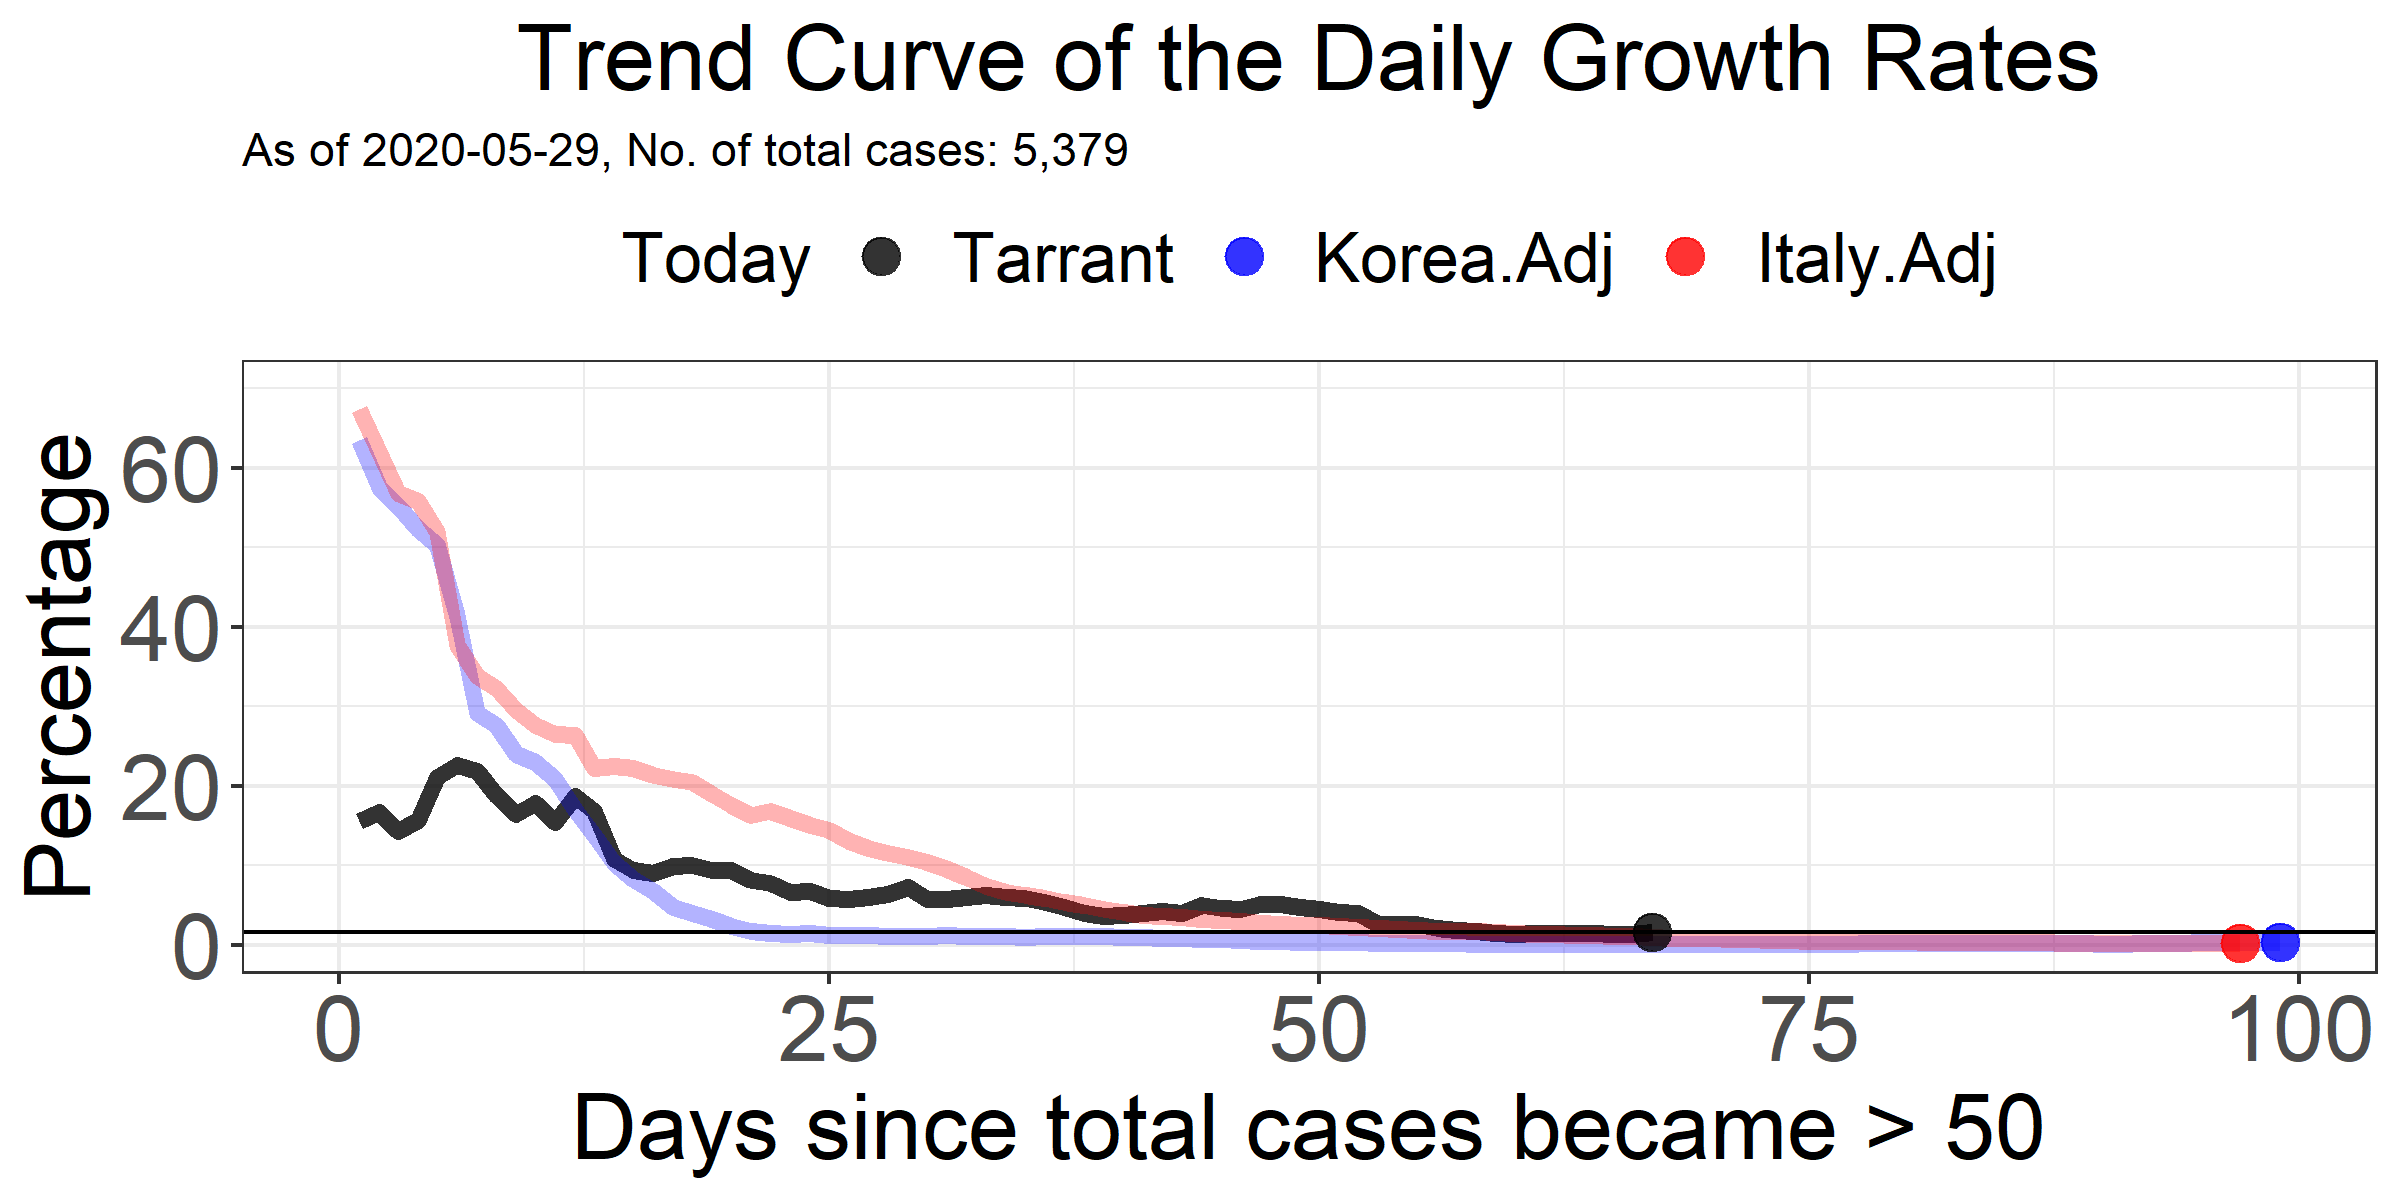 Trend Curve of the Daily Growth Rates
As of 2020-05-29, No. of total cases: 5,379
Today Tarrant Korea.Adj Italy.Adj
Percentage
60
40
20
0
0 25 50 75 100
Days since total cases became > 50